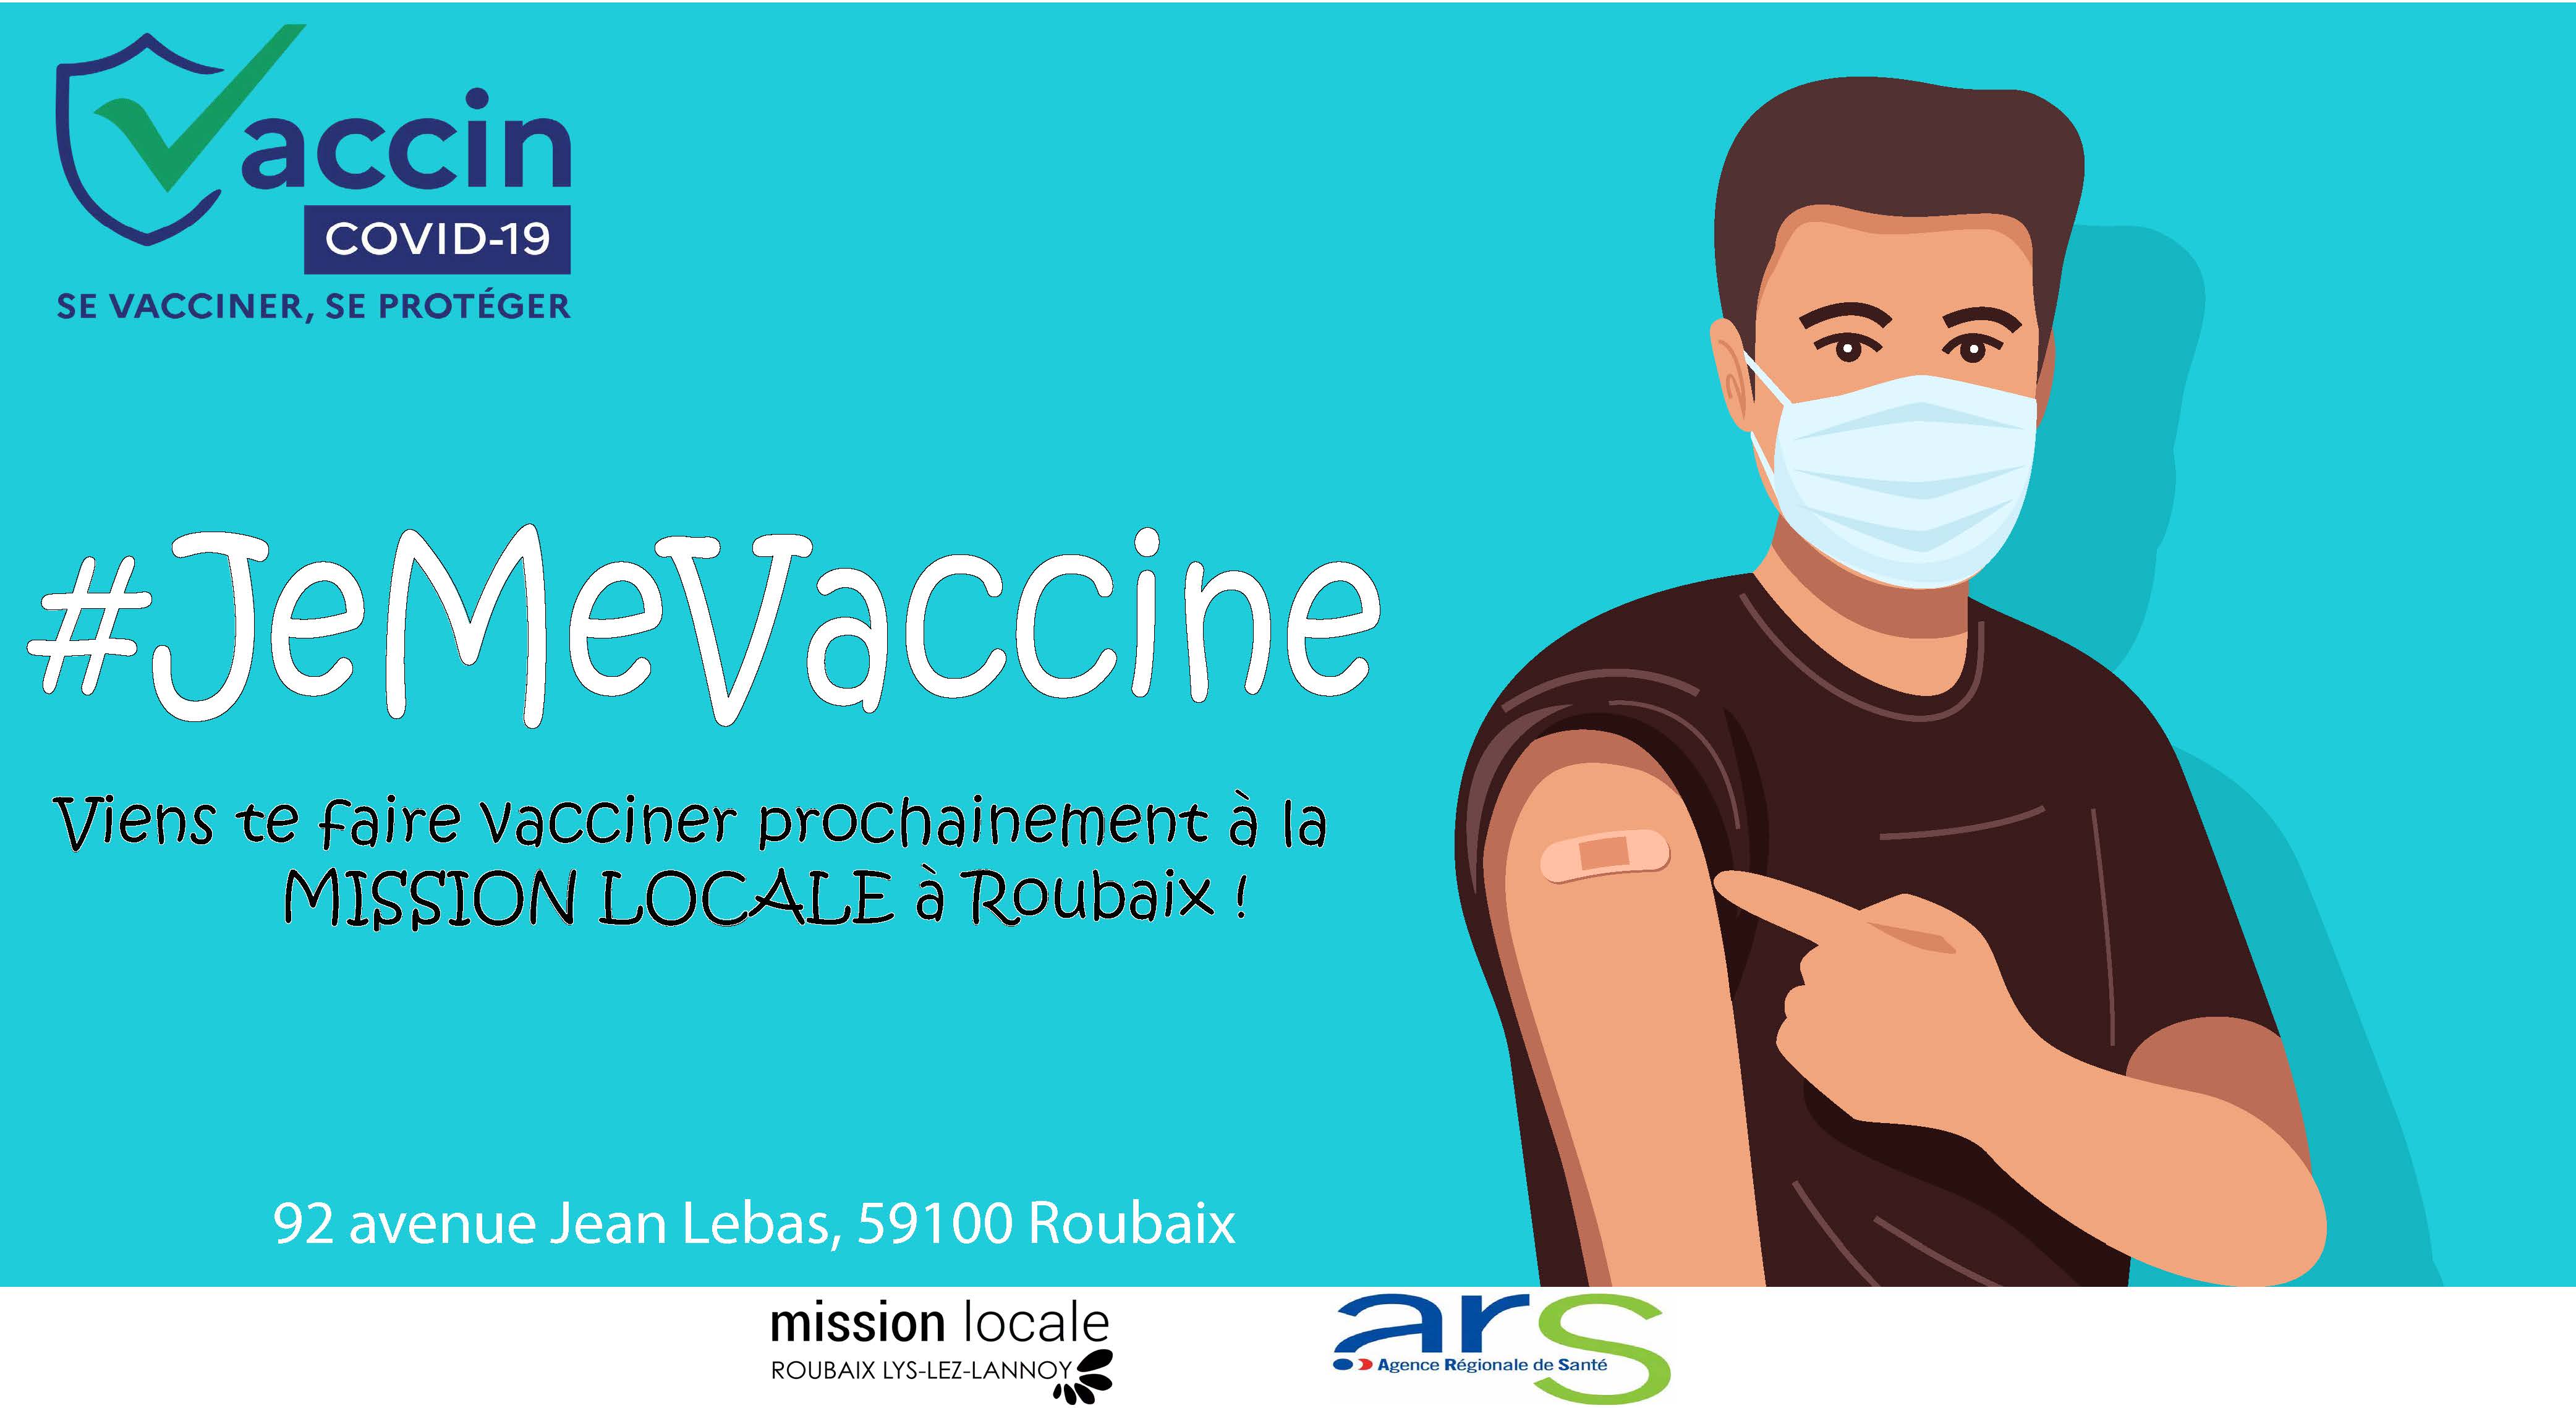 Vaccin
COVID-19
SE VACCINER, SE PROTÉGER
#JeMeVaccine
Viens te faire vacciner prochainement à la
MISSION LOCALE à Roubaix !
92 avenue Jean Lebas, 59100 Roubaix
mission locale
ROUBAIX LYS-LEZ-LANNOY
ars
Agence Régionale de Santé